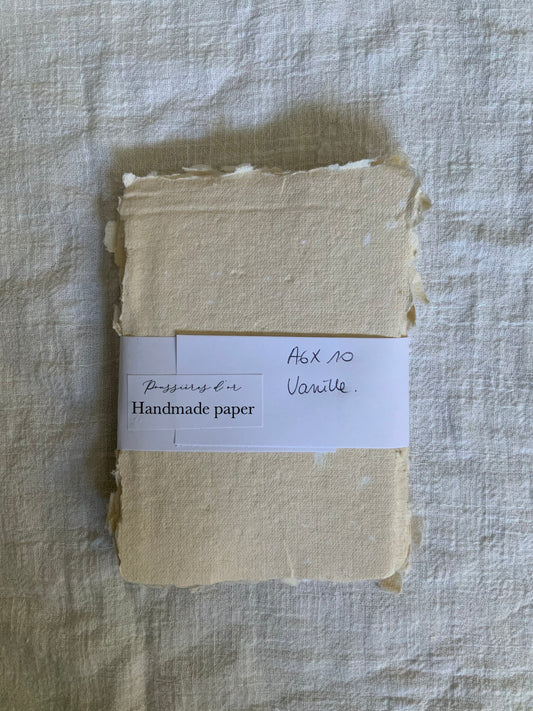 A6 X 10
Vanille.
Poussières d'or
Handmade paper